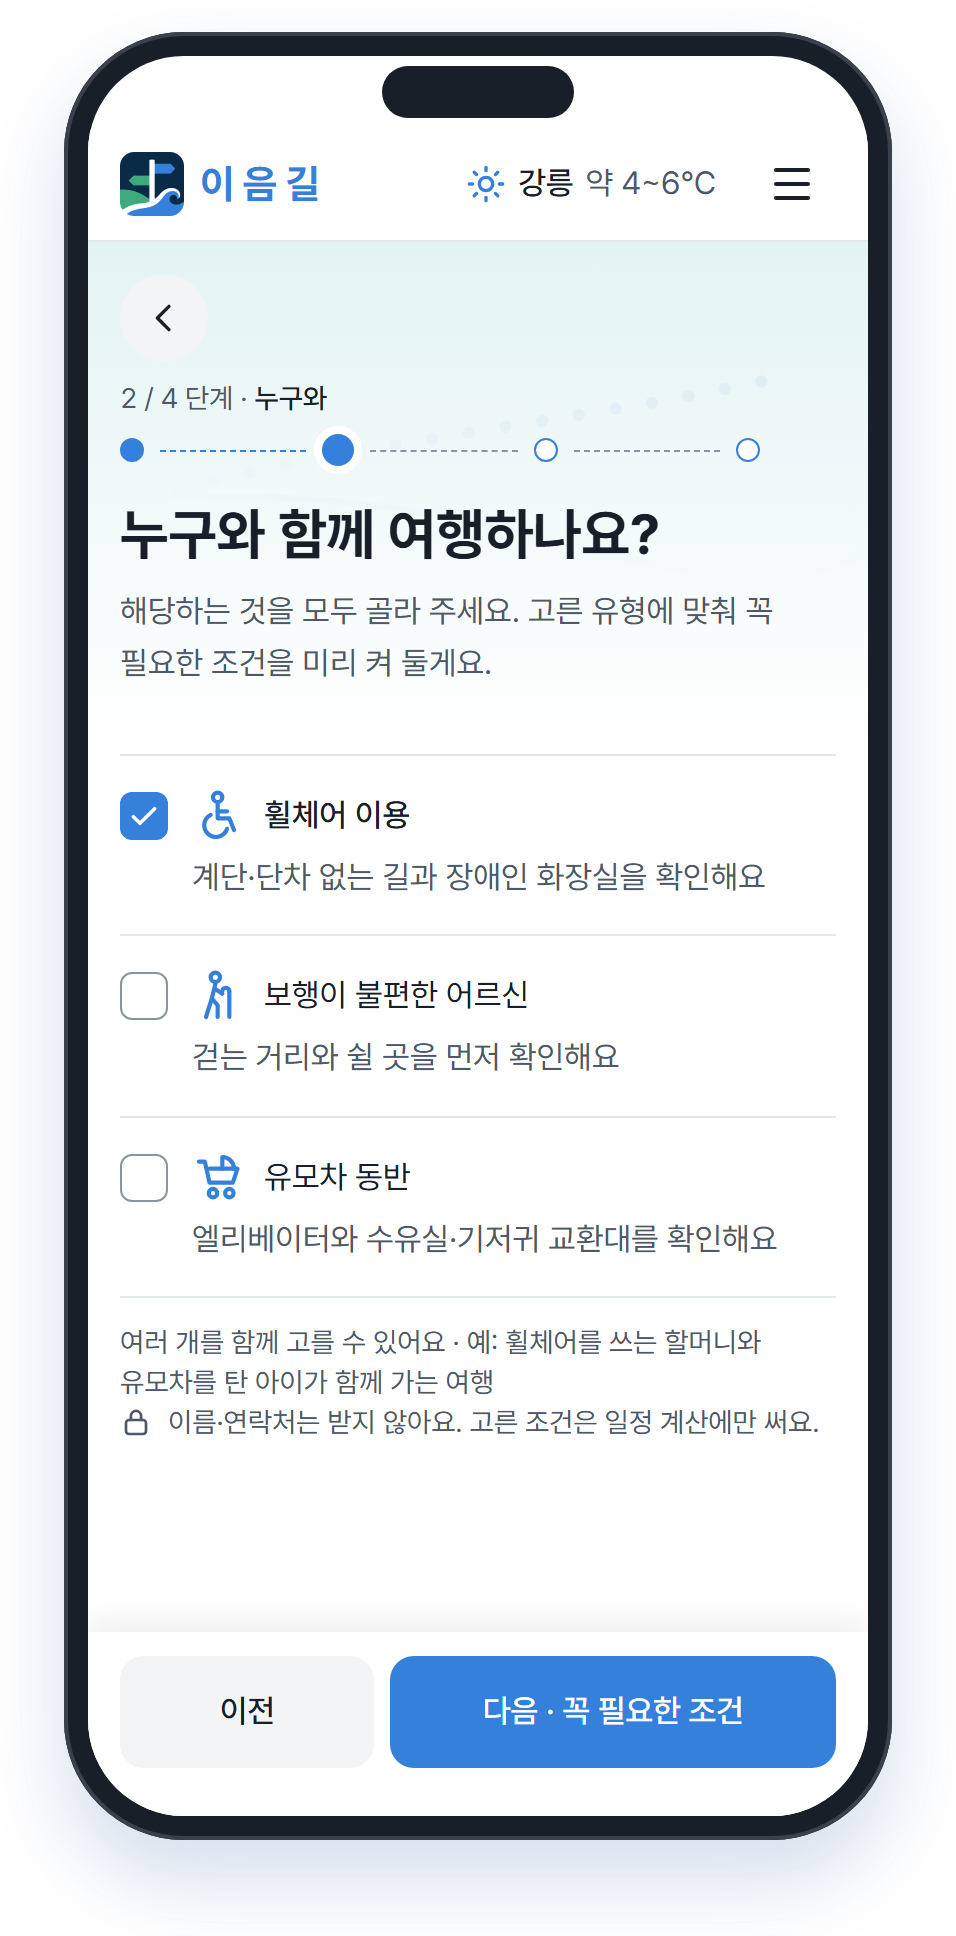 이음길
강릉 약 4~6°C
2 / 4 단계 · 누구와
누구와 함께 여행하나요?
해당하는 것을 모두 골라 주세요. 고른 유형에 맞춰 꼭
필요한 조건을 미리 켜 둘게요.
휠체어 이용
계단·단차 없는 길과 장애인 화장실을 확인해요
보행이 불편한 어르신
걷는 거리와 쉴 곳을 먼저 확인해요
유모차 동반
엘리베이터와 수유실·기저귀 교환대를 확인해요
여러 개를 함께 고를 수 있어요 · 예: 휠체어를 쓰는 할머니와
유모차를 탄 아이가 함께 가는 여행
이름·연락처는 받지 않아요. 고른 조건은 일정 계산에만 써요.
이전
다음 · 꼭 필요한 조건